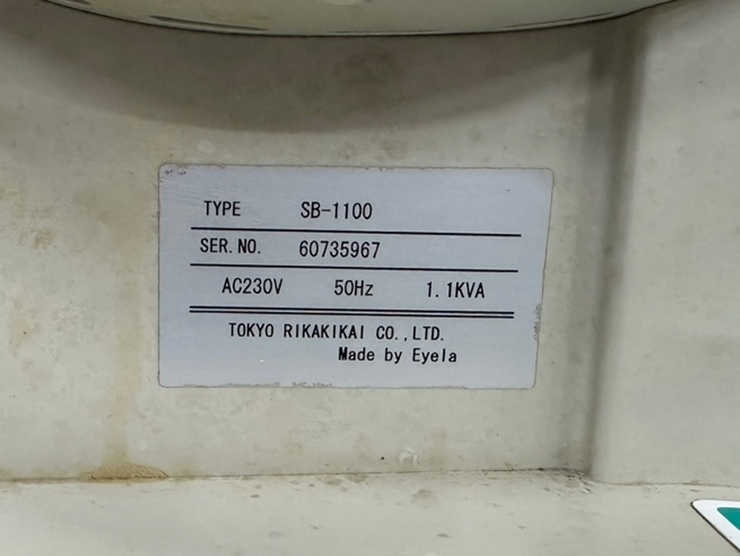 TYPE SB-1100
SER. NO. 60735967
AC230V 50Hz 1.1KVA
TOKYO RIKAKIKAI CO.,LTD.
Made by Eyela